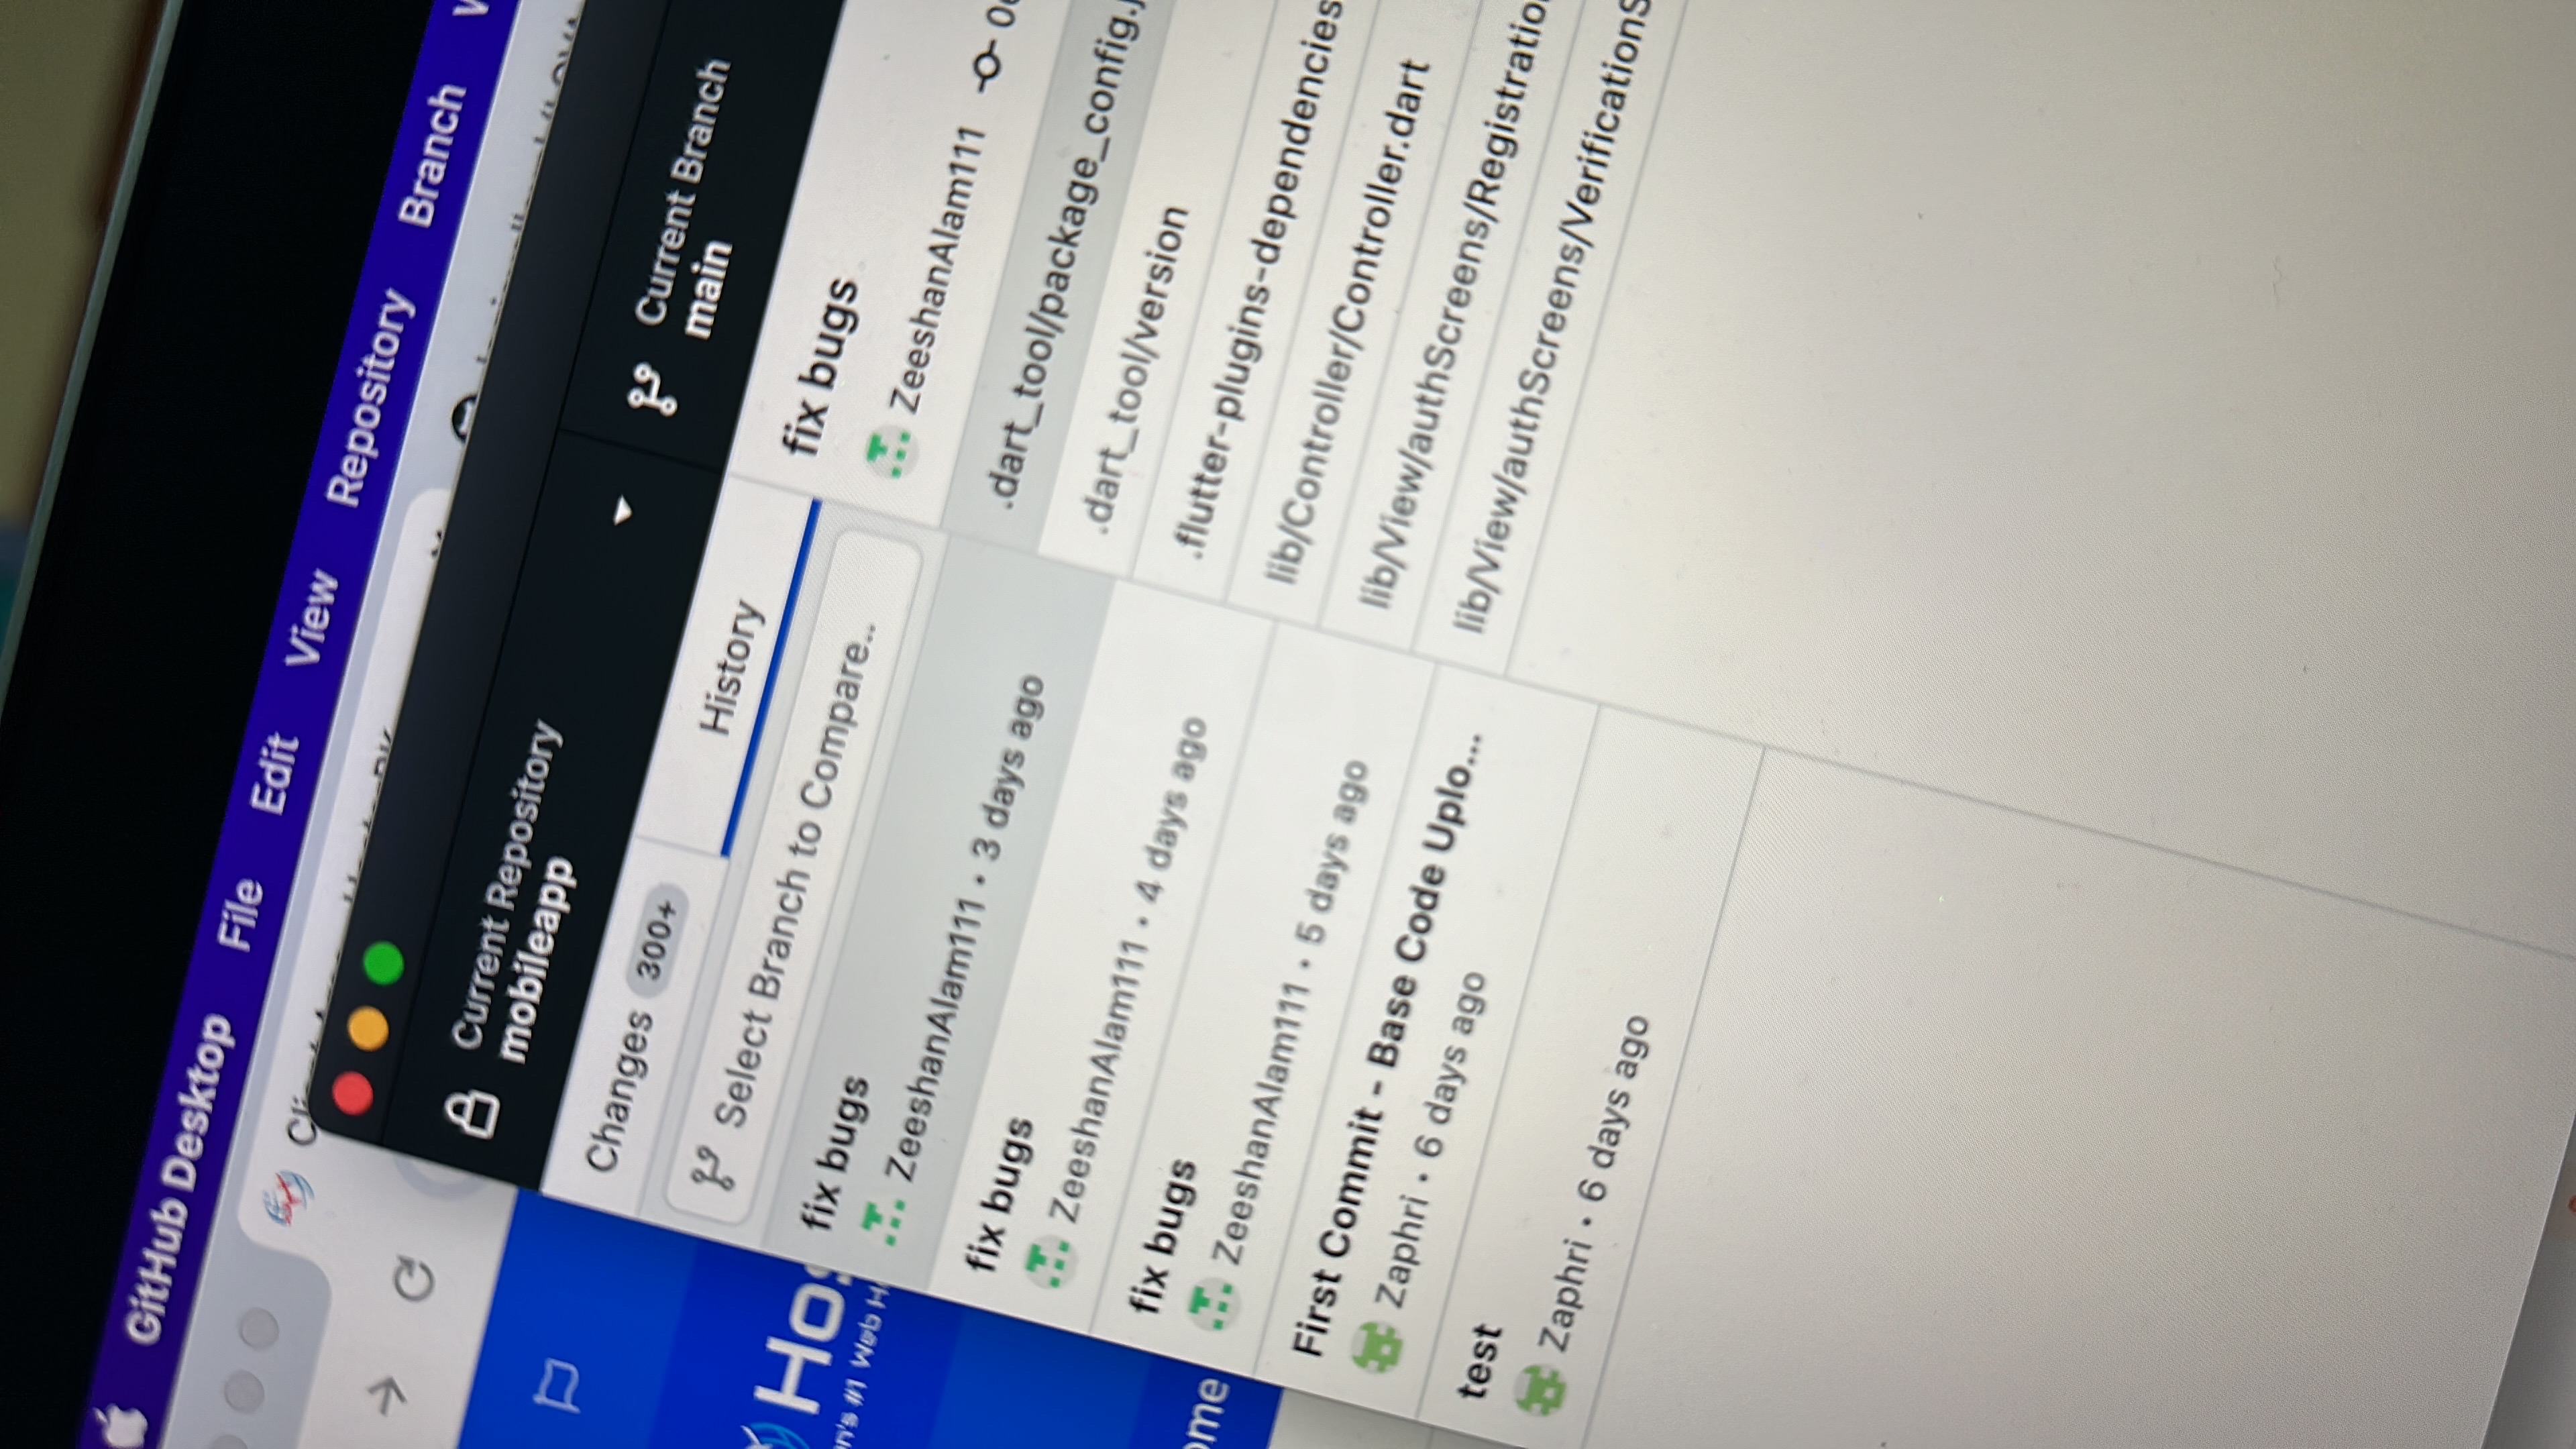 GitHub Desktop File Edit View Repository Branch
Current Repository
mobileapp
Current Branch
main
Changes 300+
History
Select Branch to Compare..
fix bugs
ZeeshanAlam111 • 3 days ago
fix bugs
ZeeshanAlam111 • 4 days ago
fix bugs
ZeeshanAlam111 • 5 days ago
First Commit - Base Code Uplo...
Zaphri • 6 days ago
test
Zaphri • 6 days ago
fix bugs
ZeeshanAlam111
.dart_tool/package_config.j
.dart_tool/version
.flutter-plugins-dependencies
lib/Controller/Controller.dart
lib/View/authScreens/Registratio
lib/View/authScreens/VerificationS
Hos
n's #1 Web H
ome